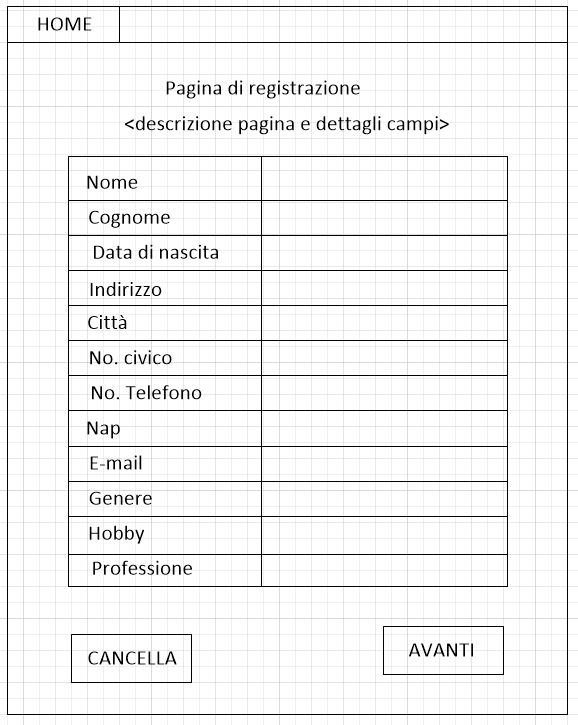 HOME
Pagina di registrazione
<descrizione pagina e dettagli campi>
Nome
Cognome
Data di nascita
Indirizzo
Città
No. civico
No. Telefono
Nap
E-mail
Genere
Hobby
Professione
CANCELLA
AVANTI